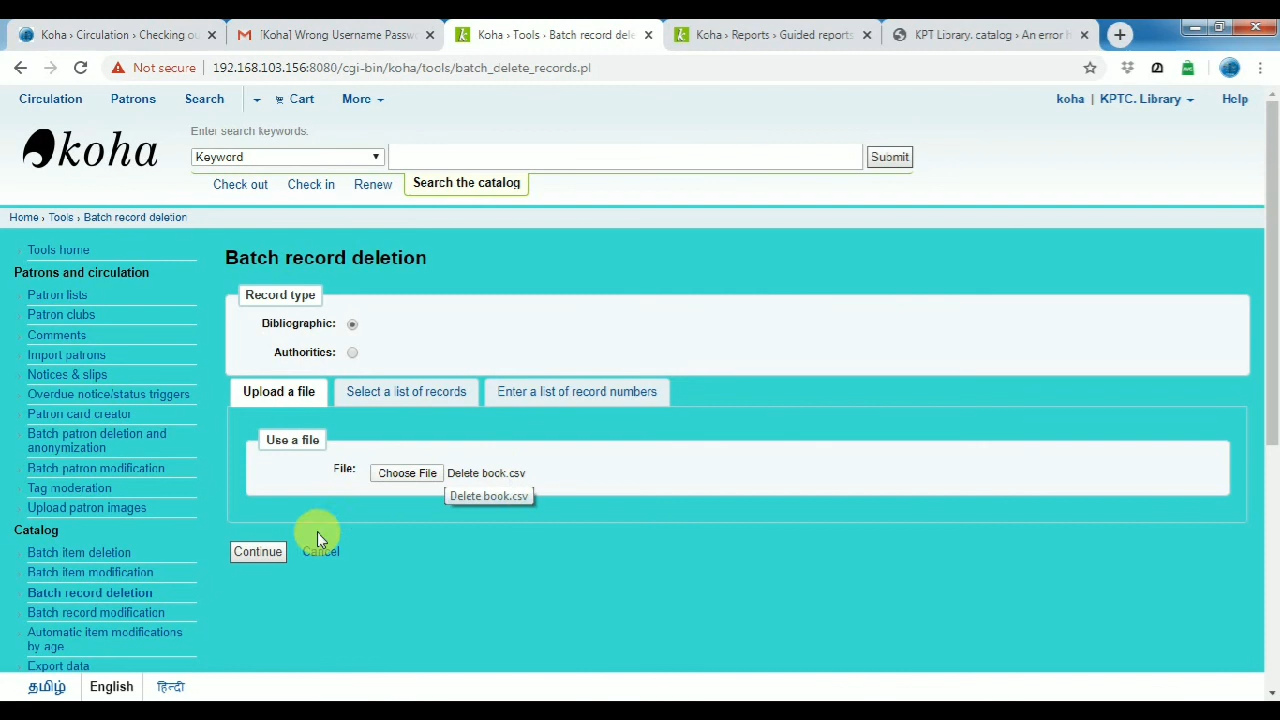 Koha › Circulation › Checking ou
[Koha] Wrong Username Passw
Koha › Tools › Batch record dele
Koha › Reports › Guided reports
KPT Library. catalog › An error h
Not secure
192.168.103.156:8080/cgi-bin/koha/tools/batch_delete_records.pl
Circulation
Patrons
Search
Cart
More
koha | KPTC. Library
Help
koha
Enter search keywords:
Keyword
Submit
Check out
Check in
Renew
Search the catalog
Home › Tools › Batch record deletion
Tools home
Patrons and circulation
Patron lists
Patron clubs
Comments
Import patrons
Notices & slips
Overdue notice/status triggers
Patron card creator
Batch patron deletion and
anonymization
Batch patron modification
Tag moderation
Upload patron images
Catalog
Batch item deletion
Batch item modification
Batch record deletion
Batch record modification
Automatic item modifications
by age
Export data
Batch record deletion
Record type
Bibliographic:
Authorities:
Upload a file
Select a list of records
Enter a list of record numbers
Use a file
File:
Choose File
Delete book.csv
Delete book.csv
Continue
Cancel
தமிழ்
English
हिन्दी